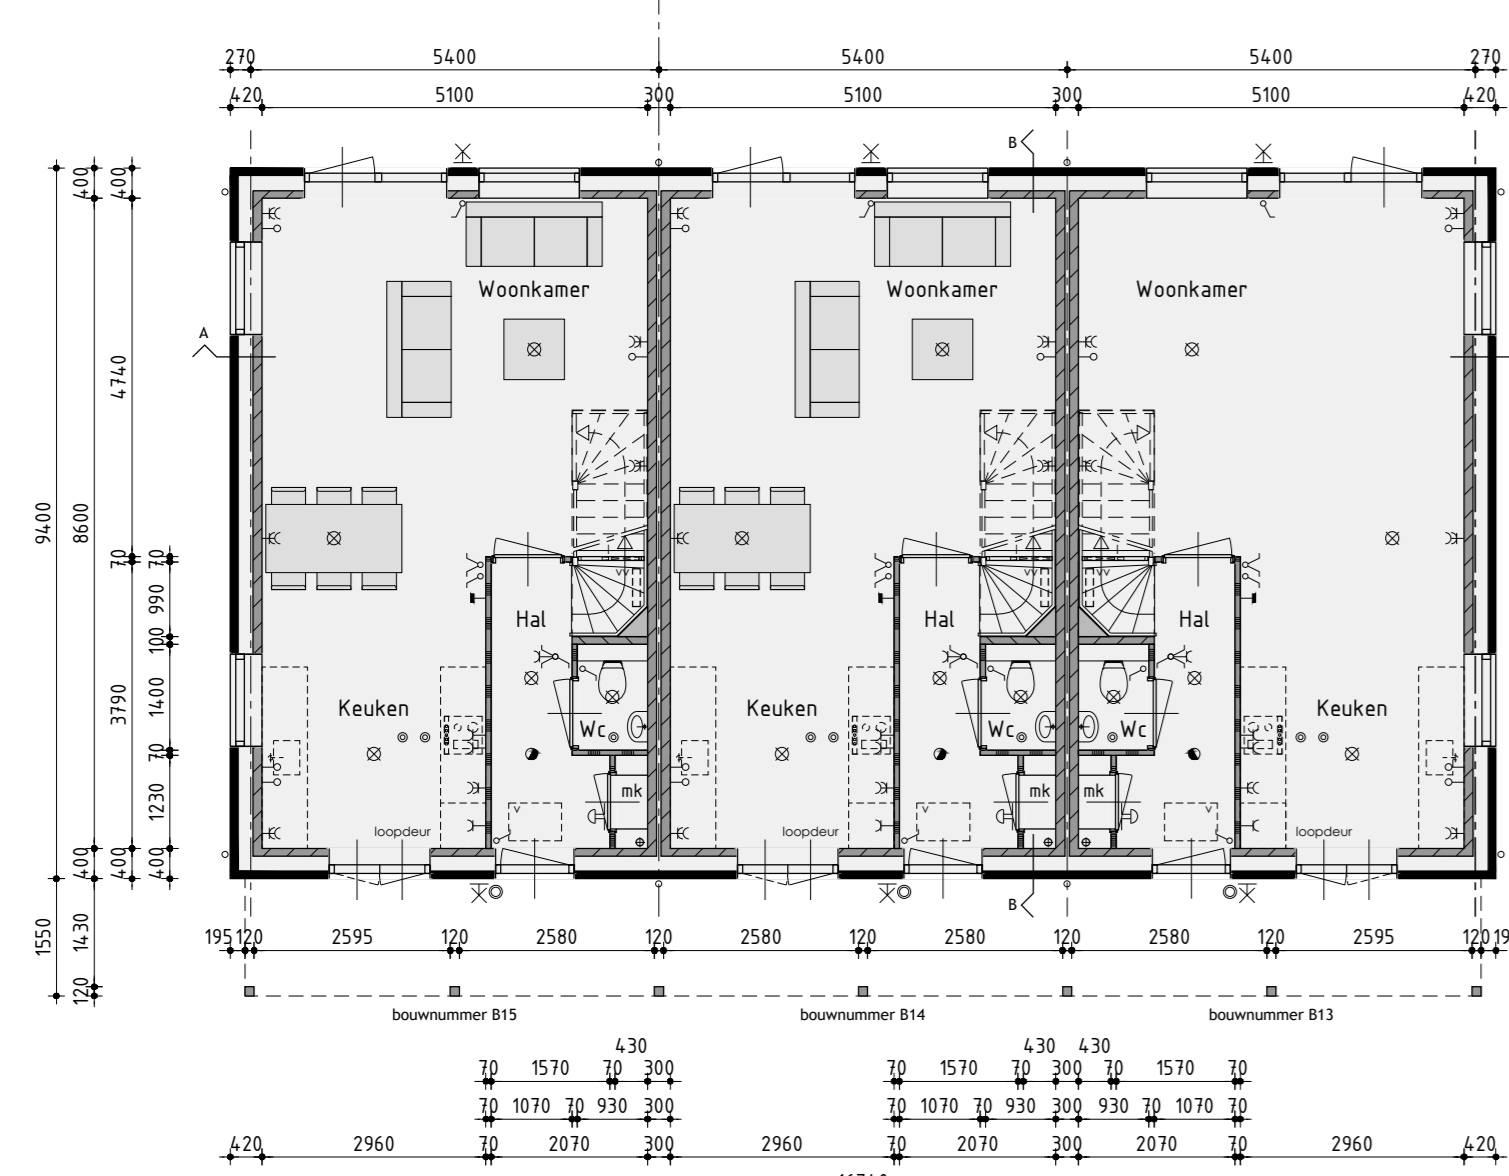 270 5400 5400 5400 270
420 5100 300 5100 300 5100 420
B
400 400
Woonkamer Woonkamer Woonkamer
A
4740
9400 8600
70 70
990
Hal Hal Hal
100
3790 1400
Keuken Wc Keuken Wc Wc Keuken
70
1230 mk mk mk
v v v
loopdeur loopdeur loopdeur
400 400 400
B
1550 1430
195 120 2595 120 2580 120 2580 120 2580 120 2580 120 2595 120 19
120
bouwnummer B15 bouwnummer B14 bouwnummer B13
430 430 430
70 1570 70 300 70 1570 70 300 70 1570 70
70 1070 70 930 300 70 1070 70 930 300 930 70 1070 70
420 2960 70 2070 300 2960 70 2070 300 2070 70 2960 420